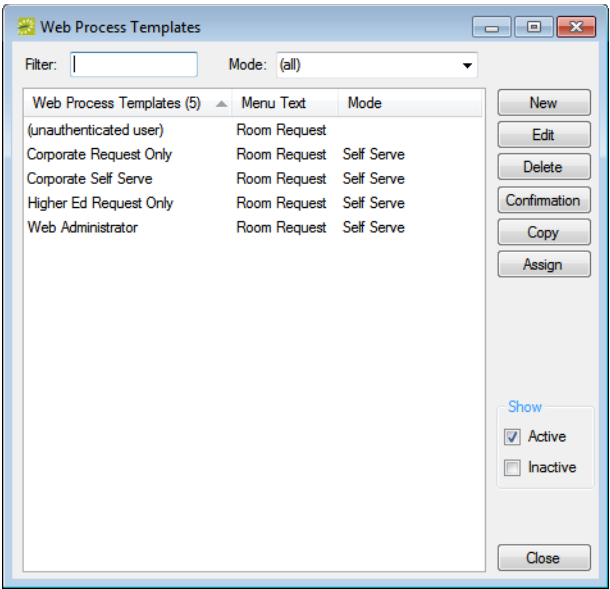 Web Process Templates
Filter: Mode: (all)
Web Process Templates (5) Menu Text Mode
(unauthenticated user) Room Request
Corporate Request Only Room Request Self Serve
Corporate Self Serve Room Request Self Serve
Higher Ed Request Only Room Request Self Serve
Web Administrator Room Request Self Serve
New
Edit
Delete
Confirmation
Copy
Assign
Show
Active
Inactive
Close